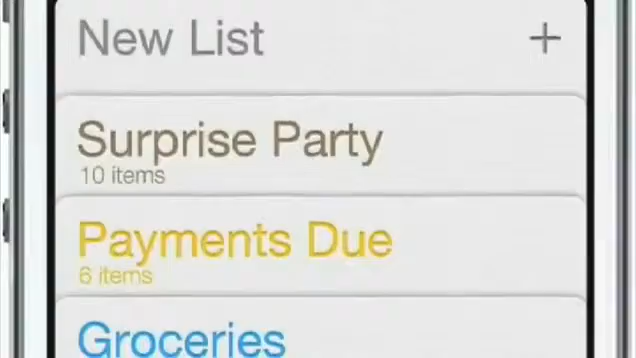 New List +
Surprise Party
10 items
Payments Due
6 items
Groceries